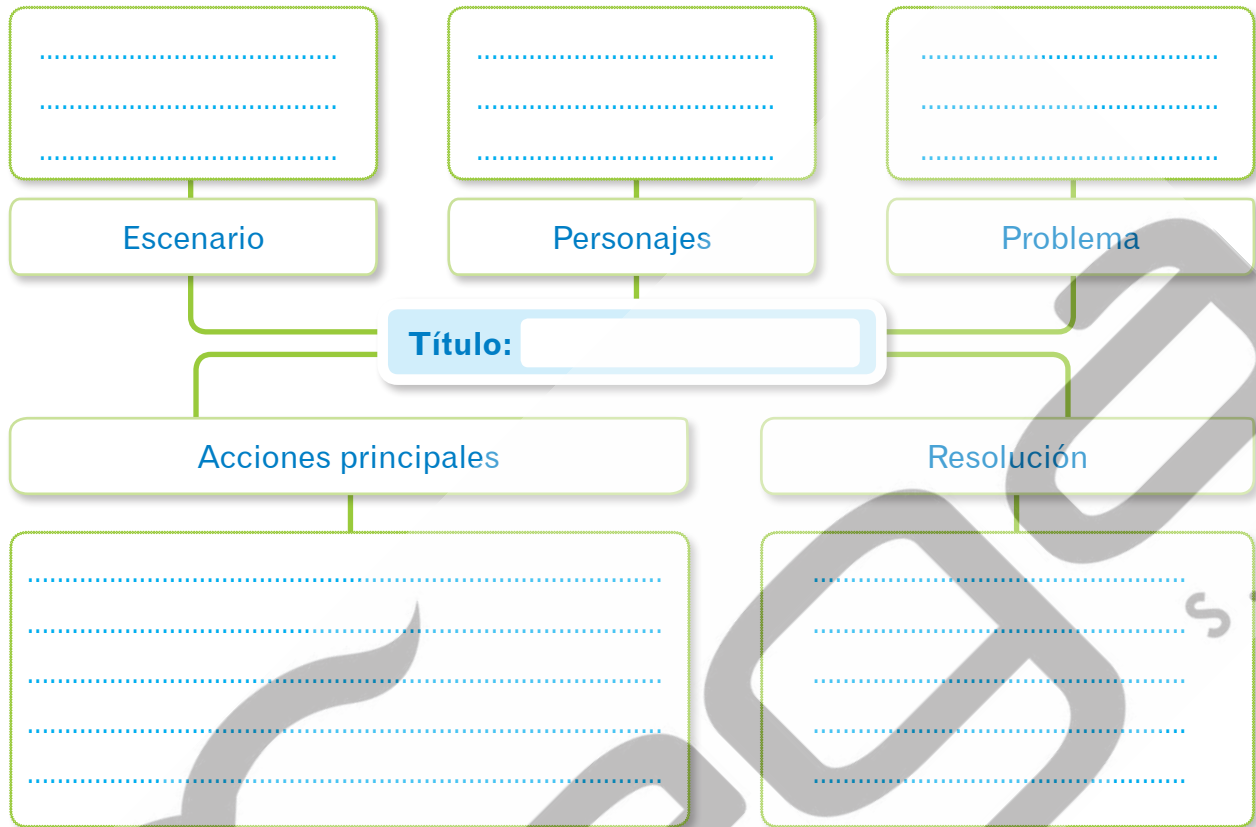 Escenario
Personajes
Problema
Título:
Acciones principales
Resolución